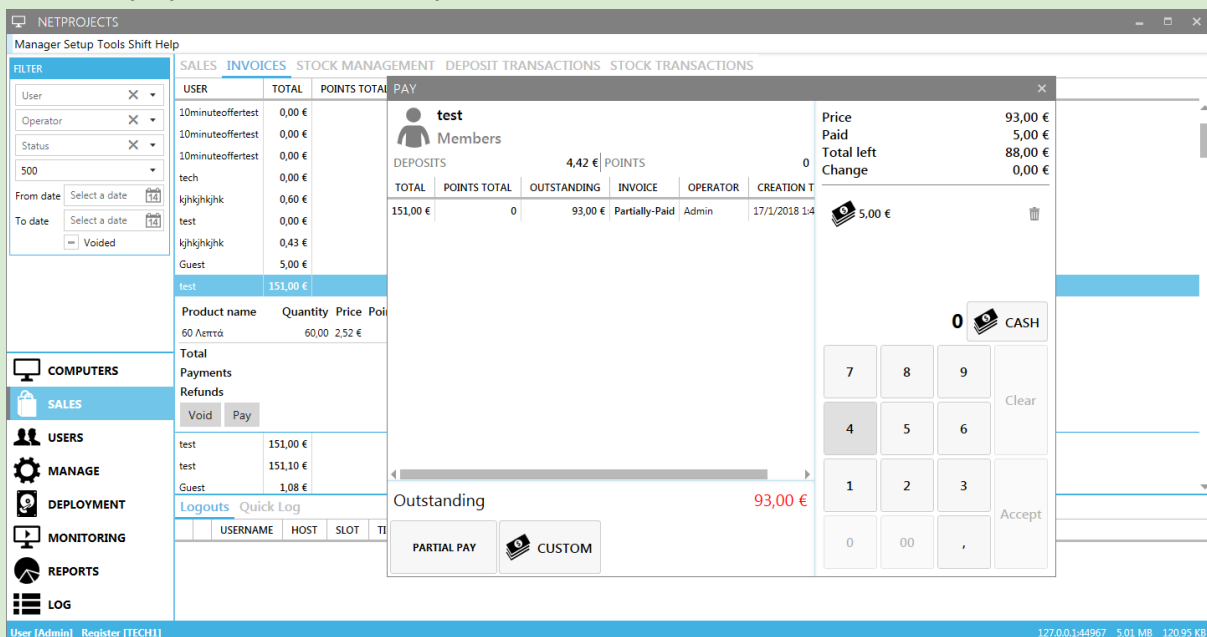 NETPROJECTS
Manager Setup Tools Shift Help
FILTER
User
Operator
Status
500
From date Select a date 14
To date Select a date 14
Voided
COMPUTERS
SALES
USERS
MANAGE
DEPLOYMENT
MONITORING
REPORTS
LOG
SALES INVOICES STOCK MANAGEMENT DEPOSIT TRANSACTIONS STOCK TRANSACTIONS
USER TOTAL POINTS TOTAL
10minuteoffertest 0,00 €
10minuteoffertest 0,00 €
10minuteoffertest 0,00 €
tech 0,00 €
kjhkjhkjhk 0,60 €
test 0,00 €
kjhkjhkjhk 0,43 €
Guest 5,00 €
test 151,00 €
Product name Quantity Price Poi
60 Λεπτά 60,00 2,52 €
Total
Payments
Refunds
Void Pay
test 151,00 €
test 151,10 €
Guest 1,08 €
Logouts Quick Log
USERNAME HOST SLOT TI
PAY
test
Members
DEPOSITS 4,42 € POINTS 0
TOTAL POINTS TOTAL OUTSTANDING INVOICE OPERATOR CREATION T
151,00 € 0 93,00 € Partially-Paid Admin 17/1/2018 1:4
Outstanding 93,00 €
PARTIAL PAY CUSTOM
Price 93,00 €
Paid 5,00 €
Total left 88,00 €
Change 0,00 €
5,00 €
0 CASH
7 8 9 Clear
4 5 6
1 2 3 Accept
0 00 ,
User [Admin] Register [TECH1] 127.0.0.1:44967 5.01 MB 120.95 KB